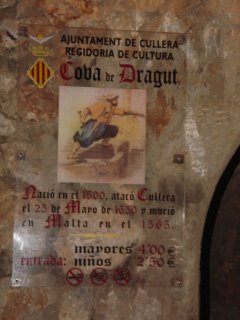 AJUNTAMENT DE CULLERA
REGIDORIA DE CULTURA
Cova de Dragut
Nació en el 1500, atacó Cullera
el 25 de Mayo de 1550 y murió
en Malta en el 1565.
mayores 4'00 €
entrada: niños 2'50 €